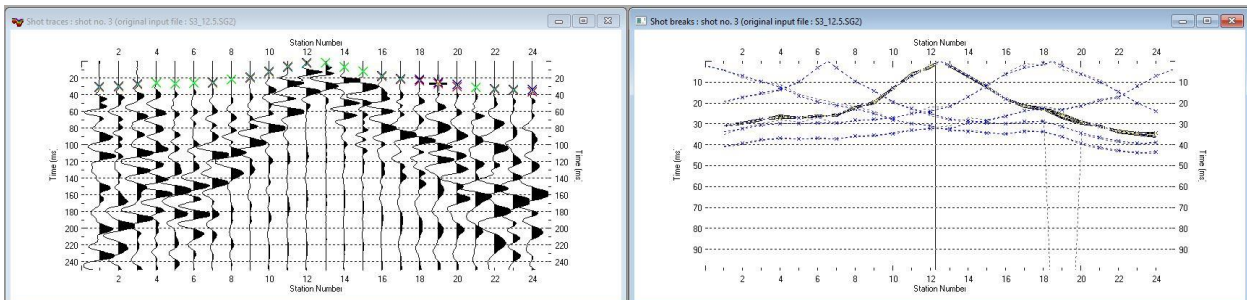 Shot traces : shot no. 3 (original input file : S3_12.5.SG2)
Station Number
2 4 6 8 10 12 14 16 18 20 22 24
20 20
40 40
60 60
80 80
100 100
120 120
140 140
160 160
180 180
200 200
220 220
240 240
Time [ms]
Time [ms]
2 4 6 8 10 12 14 16 18 20 22 24
Station Number
Shot breaks : shot no. 3 (original input file : S3_12.5.SG2)
Station Number
2 4 6 8 10 12 14 16 18 20 22 24
10 10
20 20
30 30
40 40
50 50
60 60
70 70
80 80
90 90
Time [ms]
Time [ms]
2 4 6 8 10 12 14 16 18 20 22 24
Station Number